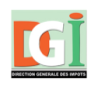 DGI
DIRECTION GENERALE DES IMPOTS